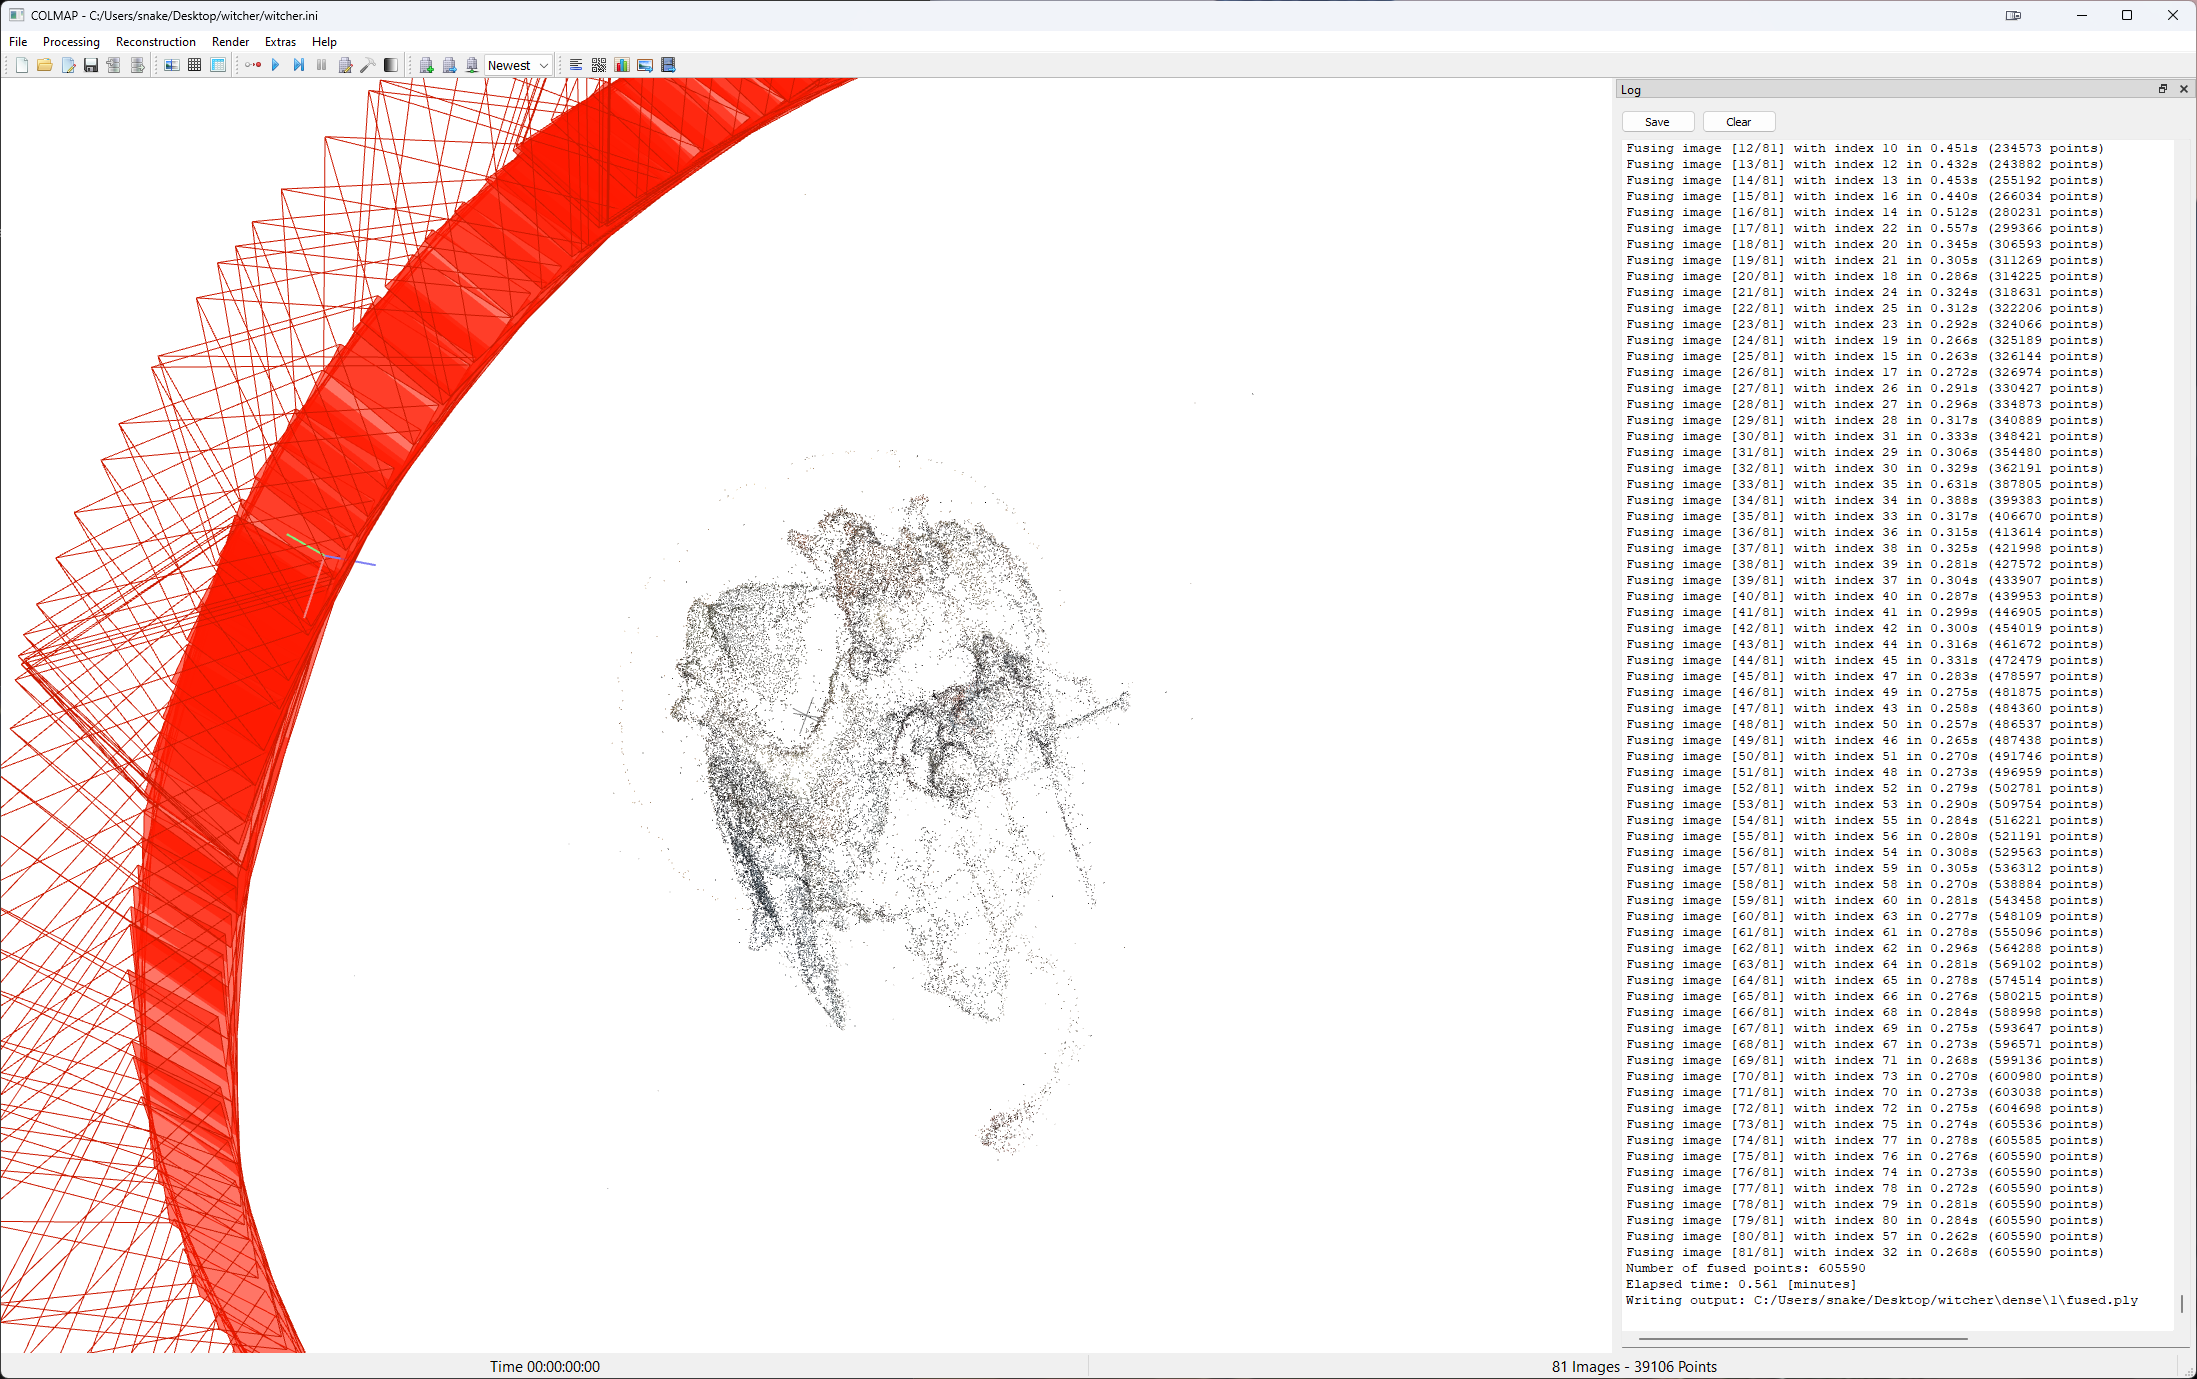 COLMAP - C:/Users/snake/Desktop/witcher/witcher.ini
File Processing Reconstruction Render Extras Help
Newest
Log
Save Clear
Fusing image [12/81] with index 10 in 0.451s (234573 points)
Fusing image [13/81] with index 12 in 0.432s (243882 points)
Fusing image [14/81] with index 13 in 0.453s (255192 points)
Fusing image [15/81] with index 16 in 0.440s (266034 points)
Fusing image [16/81] with index 14 in 0.512s (280231 points)
Fusing image [17/81] with index 22 in 0.557s (299366 points)
Fusing image [18/81] with index 20 in 0.345s (306593 points)
Fusing image [19/81] with index 21 in 0.305s (311269 points)
Fusing image [20/81] with index 18 in 0.286s (314225 points)
Fusing image [21/81] with index 24 in 0.324s (318631 points)
Fusing image [22/81] with index 25 in 0.312s (322206 points)
Fusing image [23/81] with index 23 in 0.292s (324066 points)
Fusing image [24/81] with index 19 in 0.266s (325189 points)
Fusing image [25/81] with index 15 in 0.263s (326144 points)
Fusing image [26/81] with index 17 in 0.272s (326974 points)
Fusing image [27/81] with index 26 in 0.291s (330427 points)
Fusing image [28/81] with index 27 in 0.296s (334873 points)
Fusing image [29/81] with index 28 in 0.317s (340889 points)
Fusing image [30/81] with index 31 in 0.333s (348421 points)
Fusing image [31/81] with index 29 in 0.306s (354480 points)
Fusing image [32/81] with index 30 in 0.329s (362191 points)
Fusing image [33/81] with index 35 in 0.631s (387805 points)
Fusing image [34/81] with index 34 in 0.388s (399383 points)
Fusing image [35/81] with index 33 in 0.317s (406670 points)
Fusing image [36/81] with index 36 in 0.315s (413614 points)
Fusing image [37/81] with index 38 in 0.325s (421998 points)
Fusing image [38/81] with index 39 in 0.281s (427572 points)
Fusing image [39/81] with index 37 in 0.304s (433907 points)
Fusing image [40/81] with index 40 in 0.287s (439953 points)
Fusing image [41/81] with index 41 in 0.299s (446905 points)
Fusing image [42/81] with index 42 in 0.300s (454019 points)
Fusing image [43/81] with index 44 in 0.316s (461672 points)
Fusing image [44/81] with index 45 in 0.331s (472479 points)
Fusing image [45/81] with index 47 in 0.283s (478597 points)
Fusing image [46/81] with index 49 in 0.275s (481875 points)
Fusing image [47/81] with index 43 in 0.258s (484360 points)
Fusing image [48/81] with index 50 in 0.257s (486537 points)
Fusing image [49/81] with index 46 in 0.265s (487438 points)
Fusing image [50/81] with index 51 in 0.270s (491746 points)
Fusing image [51/81] with index 48 in 0.273s (496959 points)
Fusing image [52/81] with index 52 in 0.279s (502781 points)
Fusing image [53/81] with index 53 in 0.290s (509754 points)
Fusing image [54/81] with index 55 in 0.284s (516221 points)
Fusing image [55/81] with index 56 in 0.280s (521191 points)
Fusing image [56/81] with index 54 in 0.308s (529563 points)
Fusing image [57/81] with index 59 in 0.305s (536312 points)
Fusing image [58/81] with index 58 in 0.270s (538884 points)
Fusing image [59/81] with index 60 in 0.281s (543458 points)
Fusing image [60/81] with index 63 in 0.277s (548109 points)
Fusing image [61/81] with index 61 in 0.278s (555096 points)
Fusing image [62/81] with index 62 in 0.296s (564288 points)
Fusing image [63/81] with index 64 in 0.281s (569102 points)
Fusing image [64/81] with index 65 in 0.278s (574514 points)
Fusing image [65/81] with index 66 in 0.276s (580215 points)
Fusing image [66/81] with index 68 in 0.284s (588998 points)
Fusing image [67/81] with index 69 in 0.275s (593647 points)
Fusing image [68/81] with index 67 in 0.273s (596571 points)
Fusing image [69/81] with index 71 in 0.268s (599136 points)
Fusing image [70/81] with index 73 in 0.270s (600980 points)
Fusing image [71/81] with index 70 in 0.273s (603038 points)
Fusing image [72/81] with index 72 in 0.275s (604698 points)
Fusing image [73/81] with index 75 in 0.274s (605536 points)
Fusing image [74/81] with index 77 in 0.278s (605585 points)
Fusing image [75/81] with index 76 in 0.276s (605590 points)
Fusing image [76/81] with index 74 in 0.273s (605590 points)
Fusing image [77/81] with index 78 in 0.272s (605590 points)
Fusing image [78/81] with index 79 in 0.281s (605590 points)
Fusing image [79/81] with index 80 in 0.284s (605590 points)
Fusing image [80/81] with index 57 in 0.262s (605590 points)
Fusing image [81/81] with index 32 in 0.268s (605590 points)
Number of fused points: 605590
Elapsed time: 0.561 [minutes]
Writing output: C:/Users/snake/Desktop/witcher\dense\1\fused.ply
Time 00:00:00:00
81 Images - 39106 Points